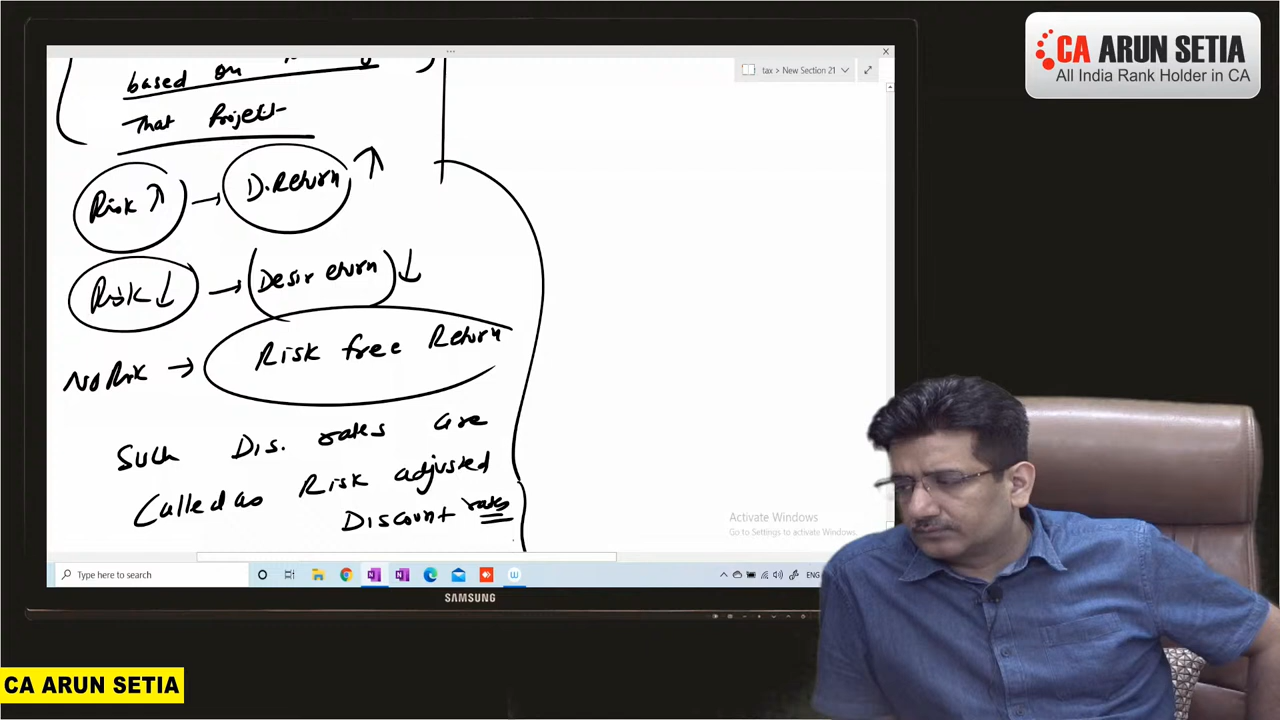 CA ARUN SETIA
All India Rank Holder in CA
tax > New Section 21
based on
That Project
Risk ↑ → D.Return ↑
Risk ↓ → Desir eturn ↓
No Risk → Risk free Return
Such Dis. rates are
Called as Risk adjusted
Discount rates
Activate Windows
Go to Settings to activate Windows.
Type here to search
ENG
SAMSUNG
CA ARUN SETIA